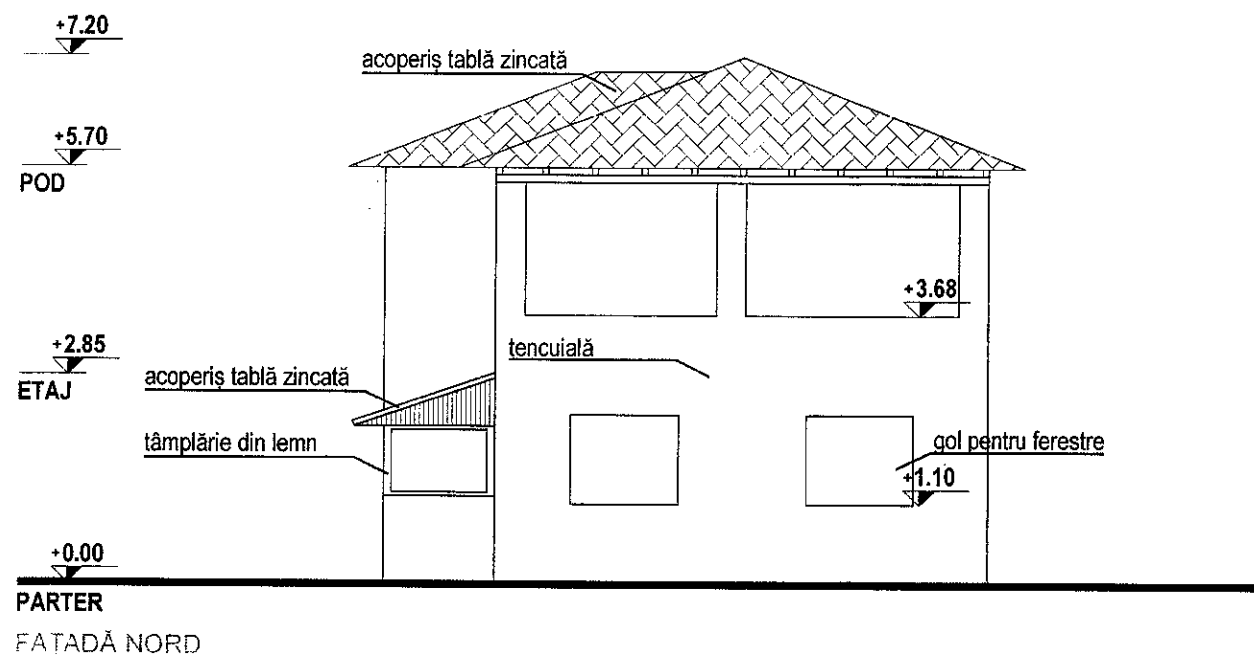 +7.20
acoperiș tablă zincată
+5.70
POD
+3.68
+2.85
ETAJ
tencuială
acoperiș tablă zincată
tâmplărie din lemn
gol pentru ferestre
+1.10
+0.00
PARTER
FAȚADĂ NORD